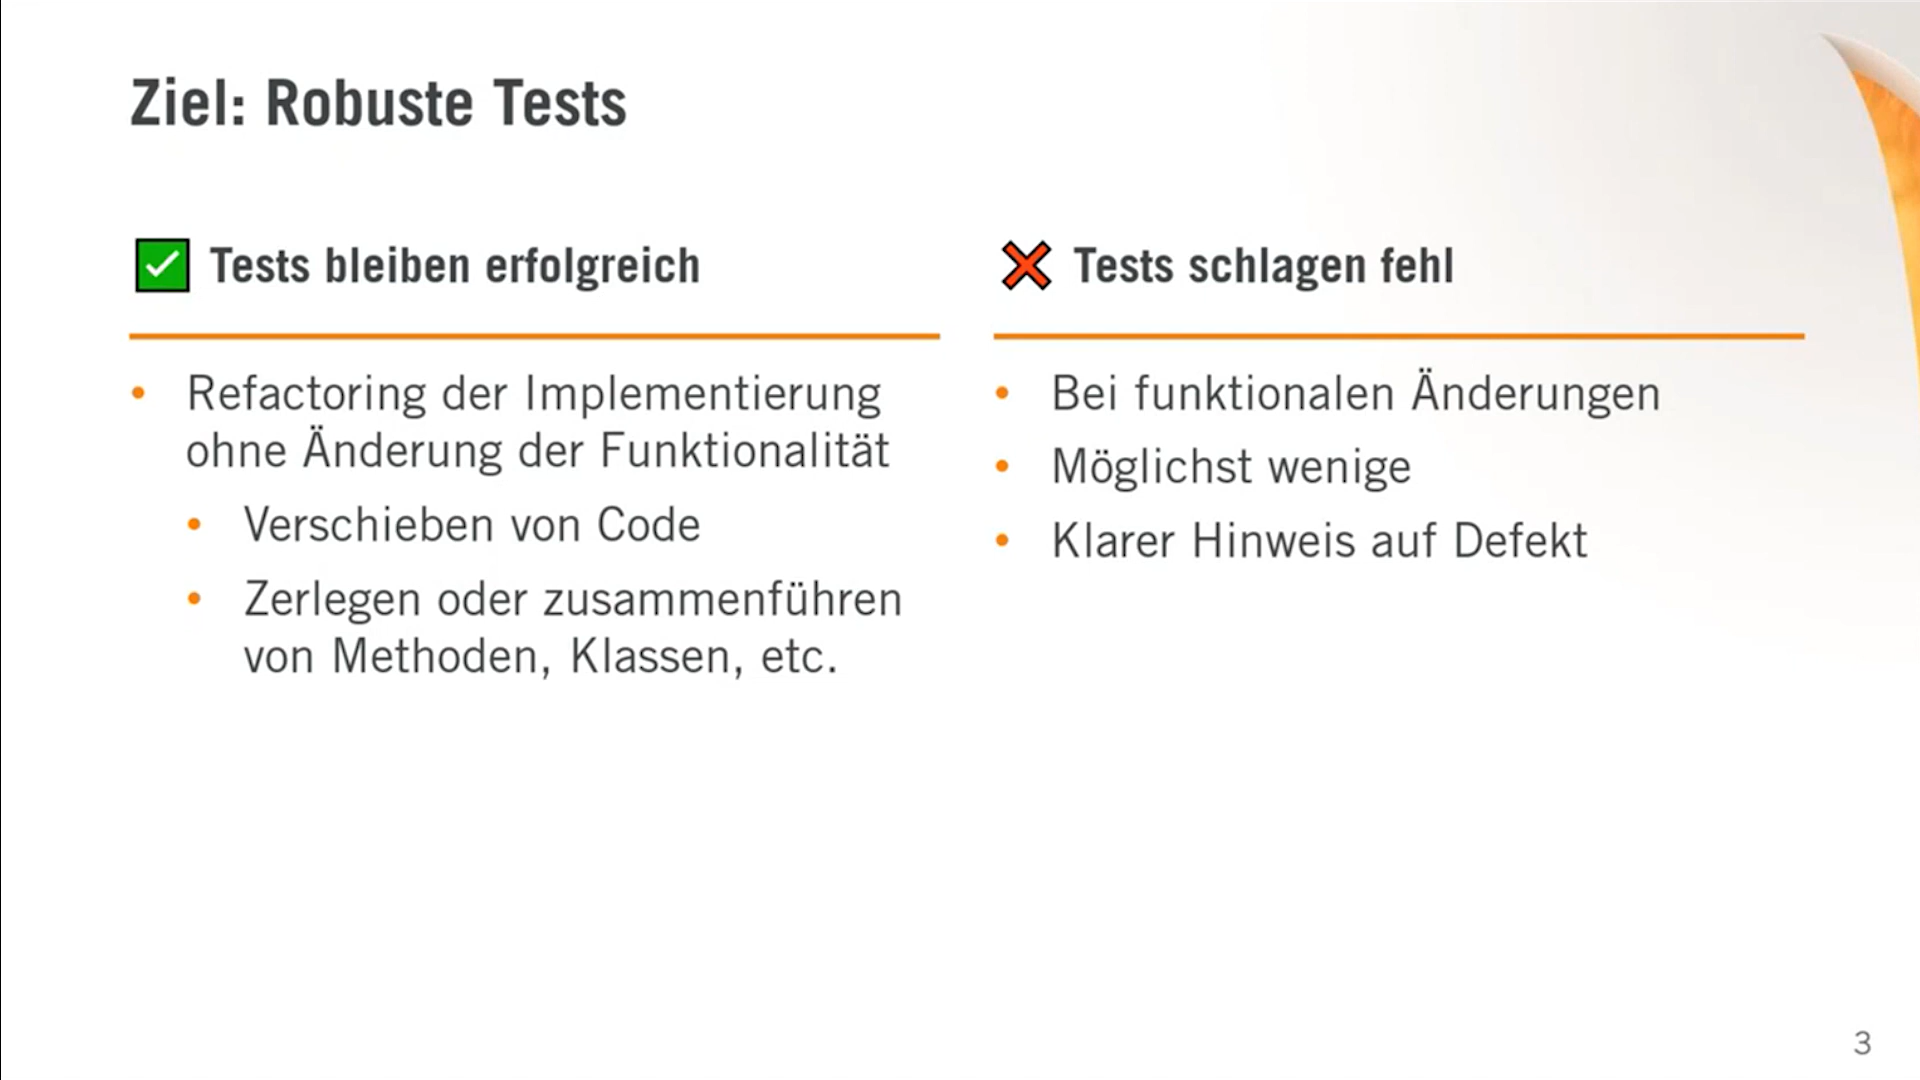 Ziel: Robuste Tests
Tests bleiben erfolgreich
• Refactoring der Implementierung
ohne Änderung der Funktionalität
• Verschieben von Code
• Zerlegen oder zusammenführen
von Methoden, Klassen, etc.
Tests schlagen fehl
• Bei funktionalen Änderungen
• Möglichst wenige
• Klarer Hinweis auf Defekt
3